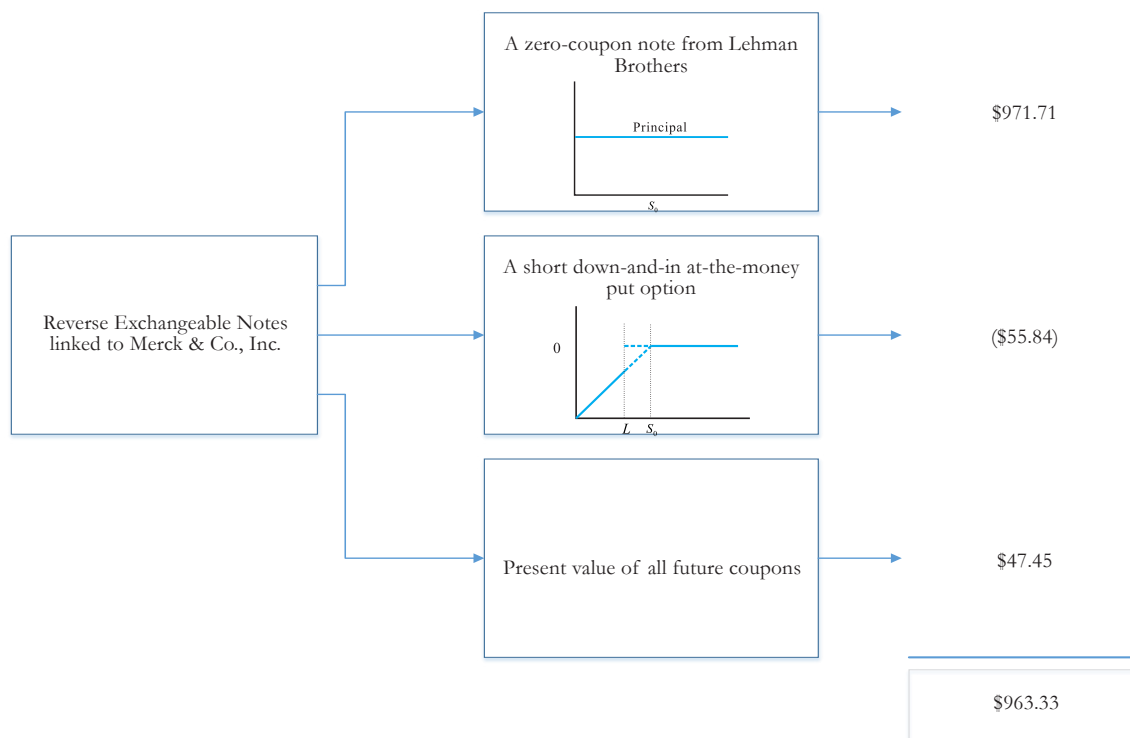 A zero-coupon note from Lehman
Brothers
Principal
S₀
$971.71
Reverse Exchangeable Notes
linked to Merck & Co., Inc.
A short down-and-in at-the-money
put option
0
L S₀
($55.84)
Present value of all future coupons
$47.45
$963.33